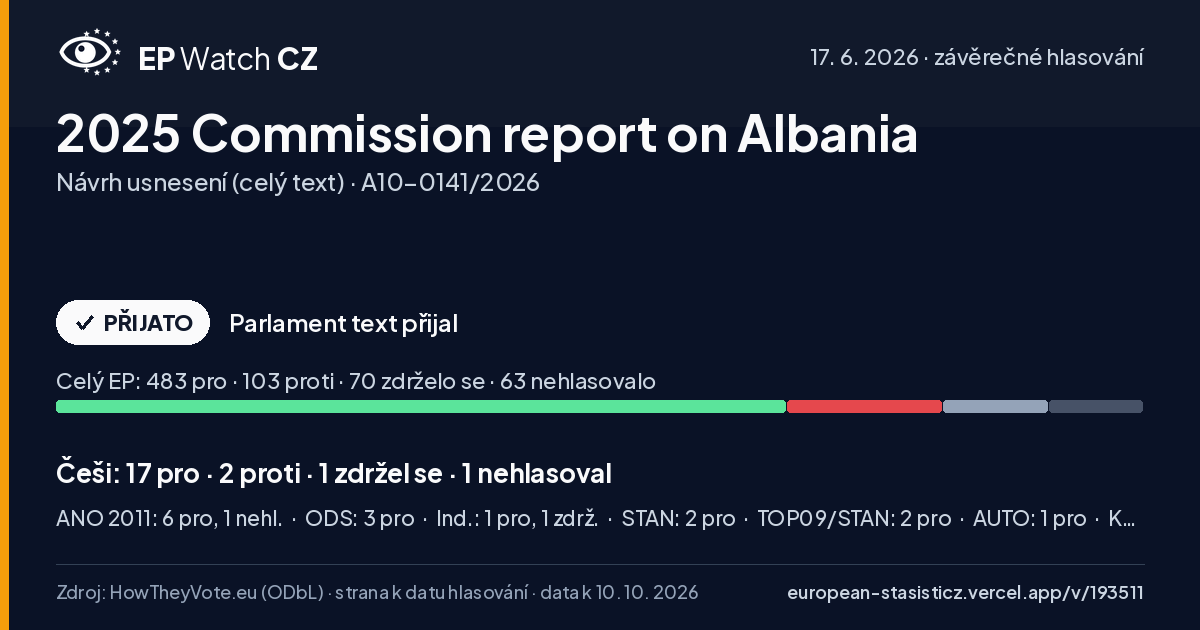 EP Watch CZ
17. 6. 2026 · závěrečné hlasování
2025 Commission report on Albania
Návrh usnesení (celý text) · A10-0141/2026
✓ PŘIJATO
Parlament text přijal
Celý EP: 483 pro · 103 proti · 70 zdrželo se · 63 nehlasovalo
Češi: 17 pro · 2 proti · 1 zdržel se · 1 nehlasoval
ANO 2011: 6 pro, 1 nehl. · ODS: 3 pro · Ind.: 1 pro, 1 zdrž. · STAN: 2 pro · TOP09/STAN: 2 pro · AUTO: 1 pro · K…
Zdroj: HowTheyVote.eu (ODbL) · strana k datu hlasování · data k 10. 10. 2026
european-stasisticz.vercel.app/v/193511